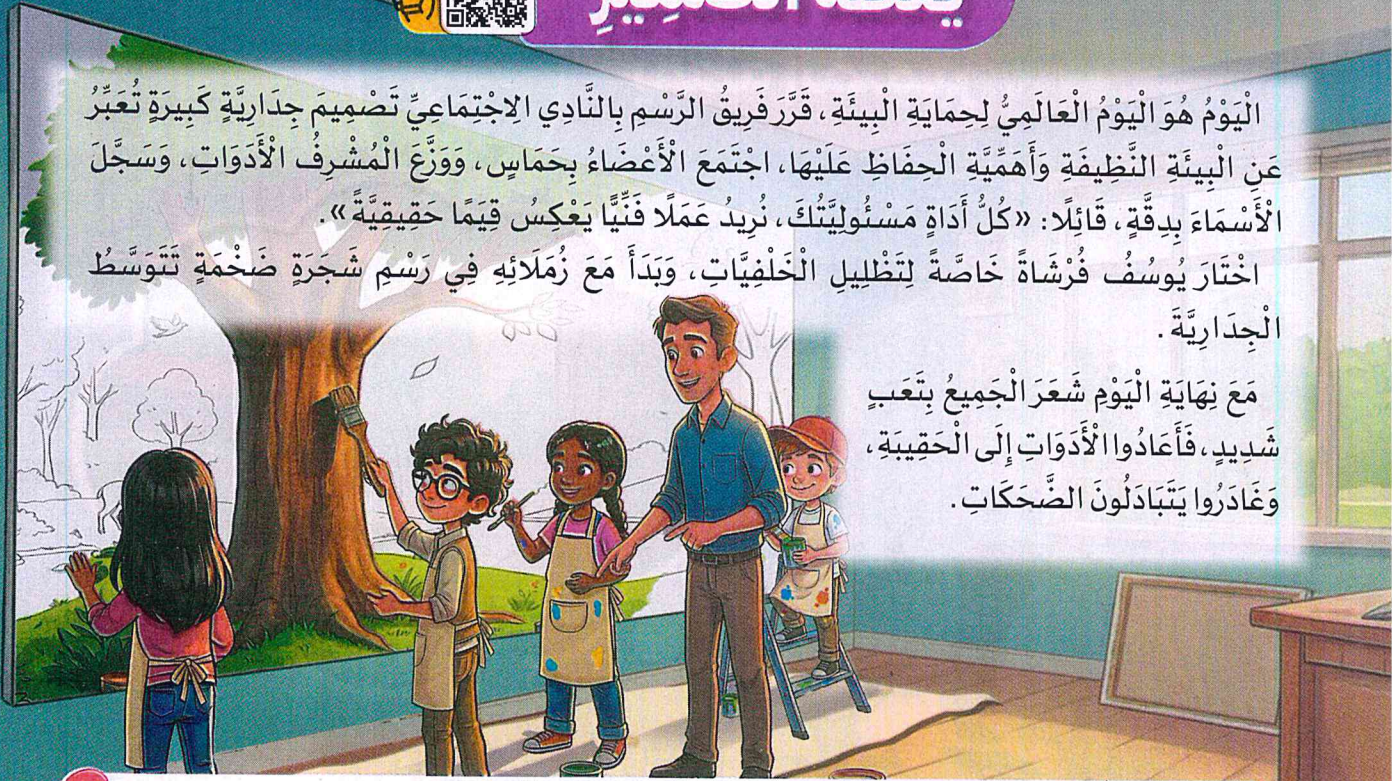 الْيَوْمُ هُوَ الْيَوْمُ الْعَالَمِيُّ لِحِمَايَةِ الْبِيئَةِ، قَرَّرَ فَرِيقُ الرَّسْمِ بِالنَّادِي الِاجْتِمَاعِيِّ تَصْمِيمَ جِدَارِيَّةٍ كَبِيرَةٍ تُعَبِّرُ
عَنِ الْبِيئَةِ النَّظِيفَةِ وَأَهَمِّيَّةِ الْحِفَاظِ عَلَيْهَا، اجْتَمَعَ الْأَعْضَاءُ بِحَمَاسٍ، وَوَزَّعَ الْمُشْرِفُ الْأَدَوَاتِ، وَسَجَّلَ
الْأَسْمَاءَ بِدِقَّةٍ، قَائِلًا: «كُلُّ أَدَاةٍ مَسْئُولِيَّتُكَ، نُرِيدُ عَمَلًا فَنِّيًّا يَعْكِسُ قِيَمًا حَقِيقِيَّةً».
اخْتَارَ يُوسُفُ فُرْشَاةً خَاصَّةً لِتَظْلِيلِ الْخَلْفِيَّاتِ، وَبَدَأَ مَعَ زُمَلَائِهِ فِي رَسْمِ شَجَرَةٍ ضَخْمَةٍ تَتَوَسَّطُ
الْجِدَارِيَّةَ.
مَعَ نِهَايَةِ الْيَوْمِ شَعَرَ الْجَمِيعُ بِتَعَبٍ
شَدِيدٍ، فَأَعَادُوا الْأَدَوَاتِ إِلَى الْحَقِيبَةِ،
وَغَادَرُوا يَتَبَادَلُونَ الضَّحَكَاتِ.